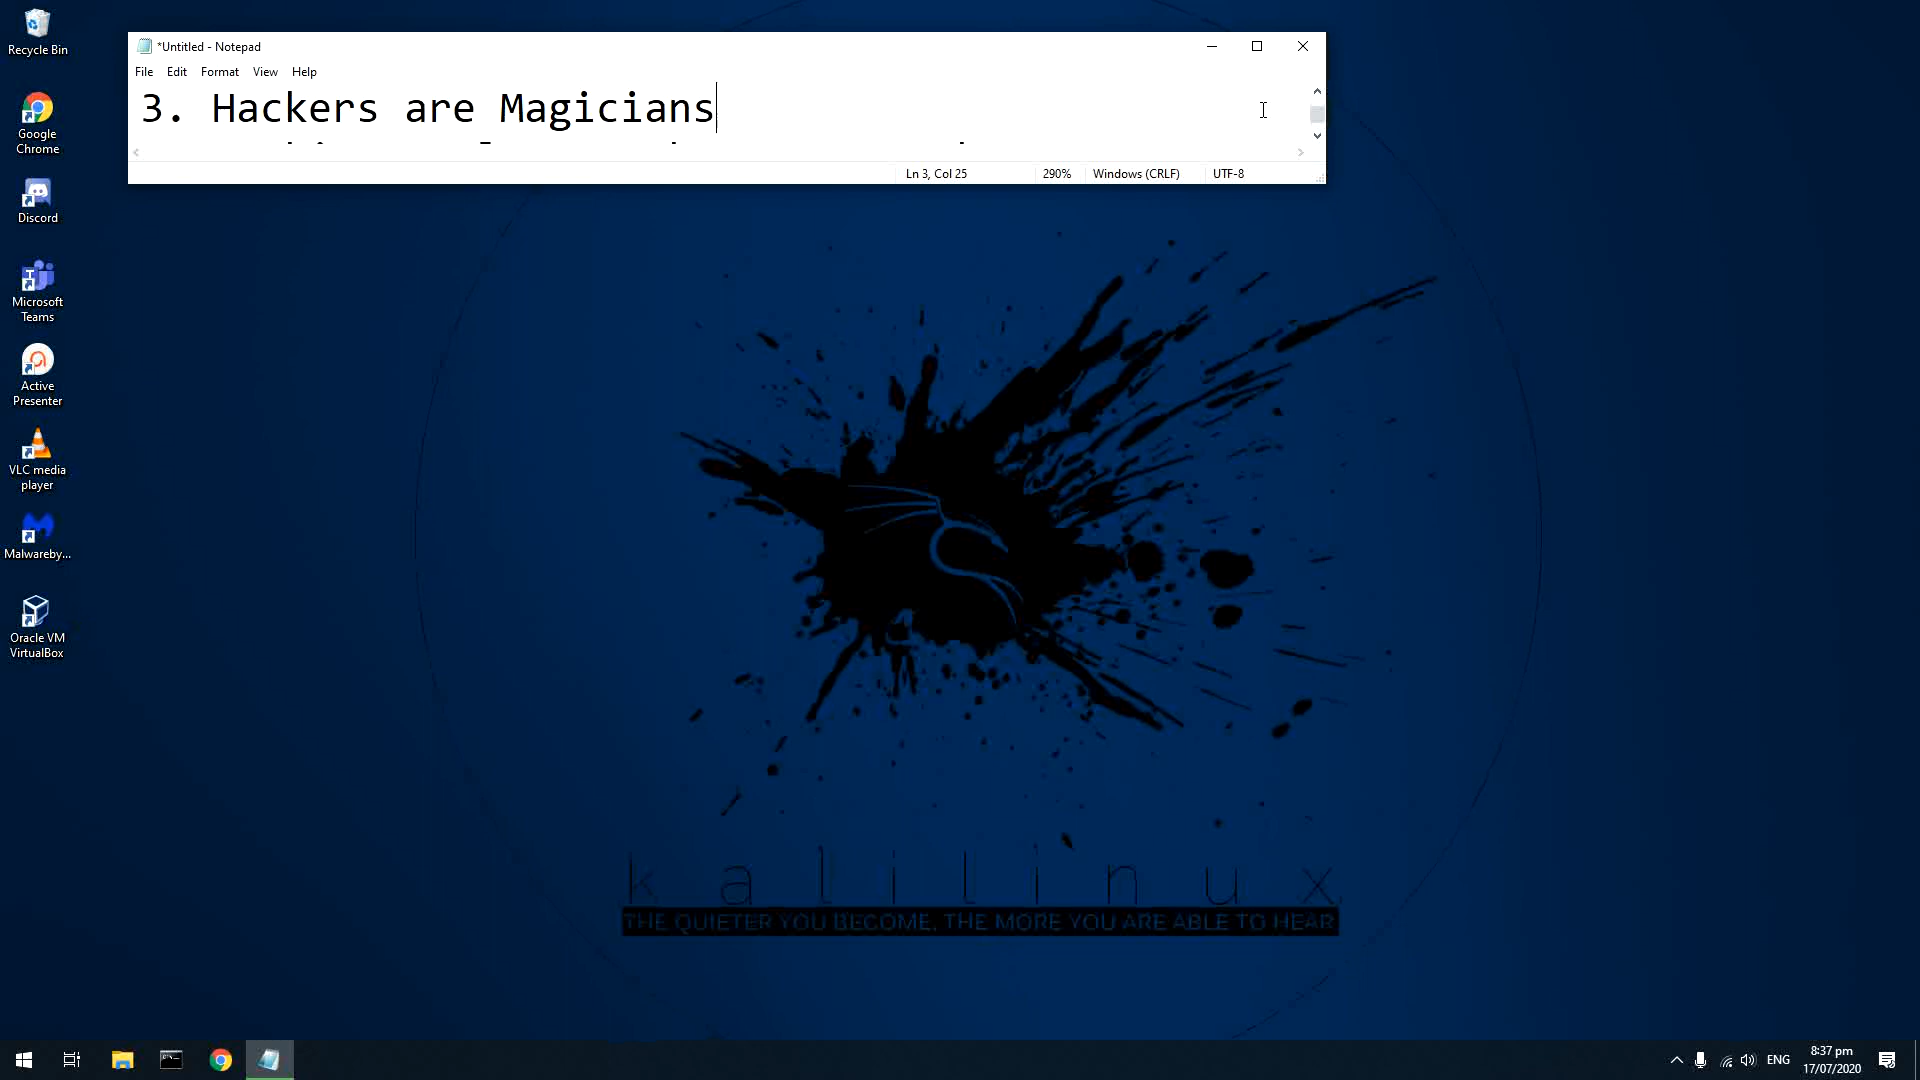 Recycle Bin
*Untitled - Notepad
File Edit Format View Help
3. Hackers are Magicians
Ln 3, Col 25 290% Windows (CRLF) UTF-8
Google
Chrome
Discord
Microsoft
Teams
Active
Presenter
VLC media
player
Malwareby...
Oracle VM
VirtualBox
kalilinux
THE QUIETER YOU BECOME, THE MORE YOU ARE ABLE TO HEAR
ENG
8:37 pm
17/07/2020